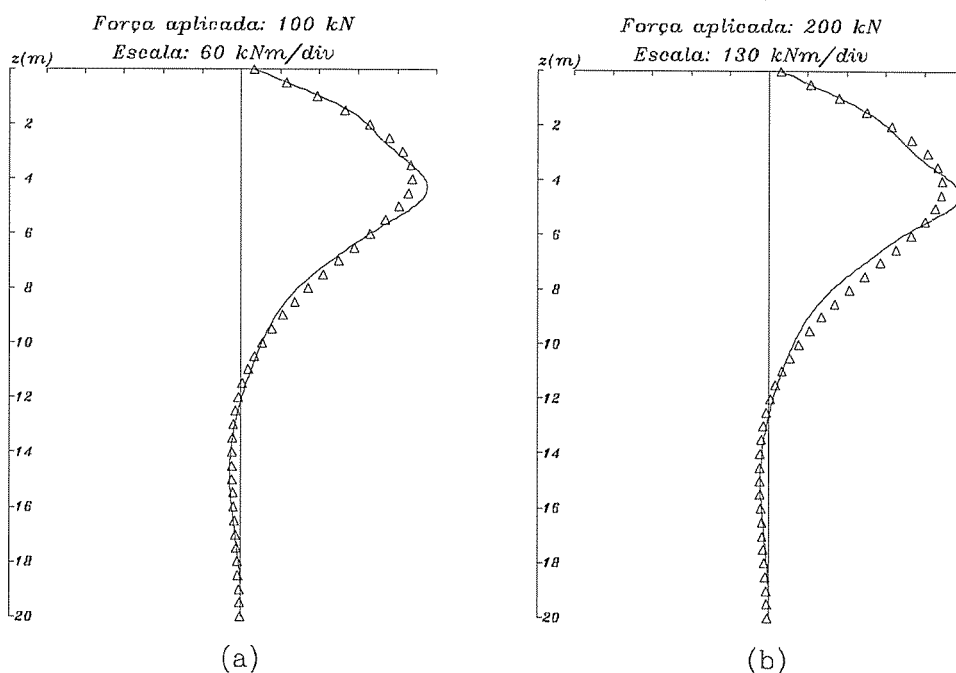 Força aplicada: 100 kN
Escala: 60 kNm/div
z(m)
2
4
6
8
10
12
14
16
18
20
(a)
Força aplicada: 200 kN
Escala: 130 kNm/div
z(m)
2
4
6
8
10
12
14
16
18
20
(b)